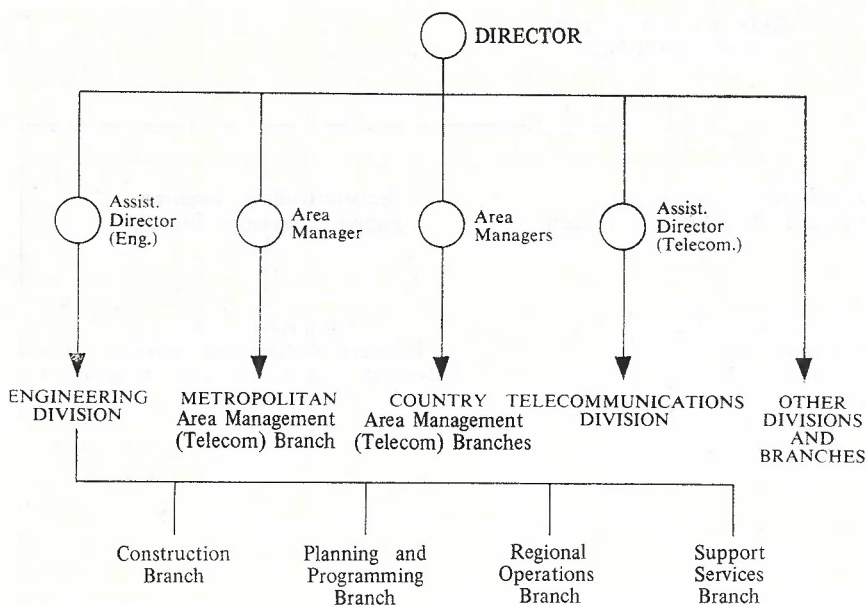 DIRECTOR
Assist.
Director
(Eng.)
Area
Manager
Area
Managers
Assist.
Director
(Telecom.)
ENGINEERING
DIVISION
METROPOLITAN
Area Management
(Telecom) Branch
COUNTRY
Area Management
(Telecom) Branches
TELECOMMUNICATIONS
DIVISION
OTHER
DIVISIONS
AND
BRANCHES
Construction
Branch
Planning and
Programming
Branch
Regional
Operations
Branch
Support
Services
Branch